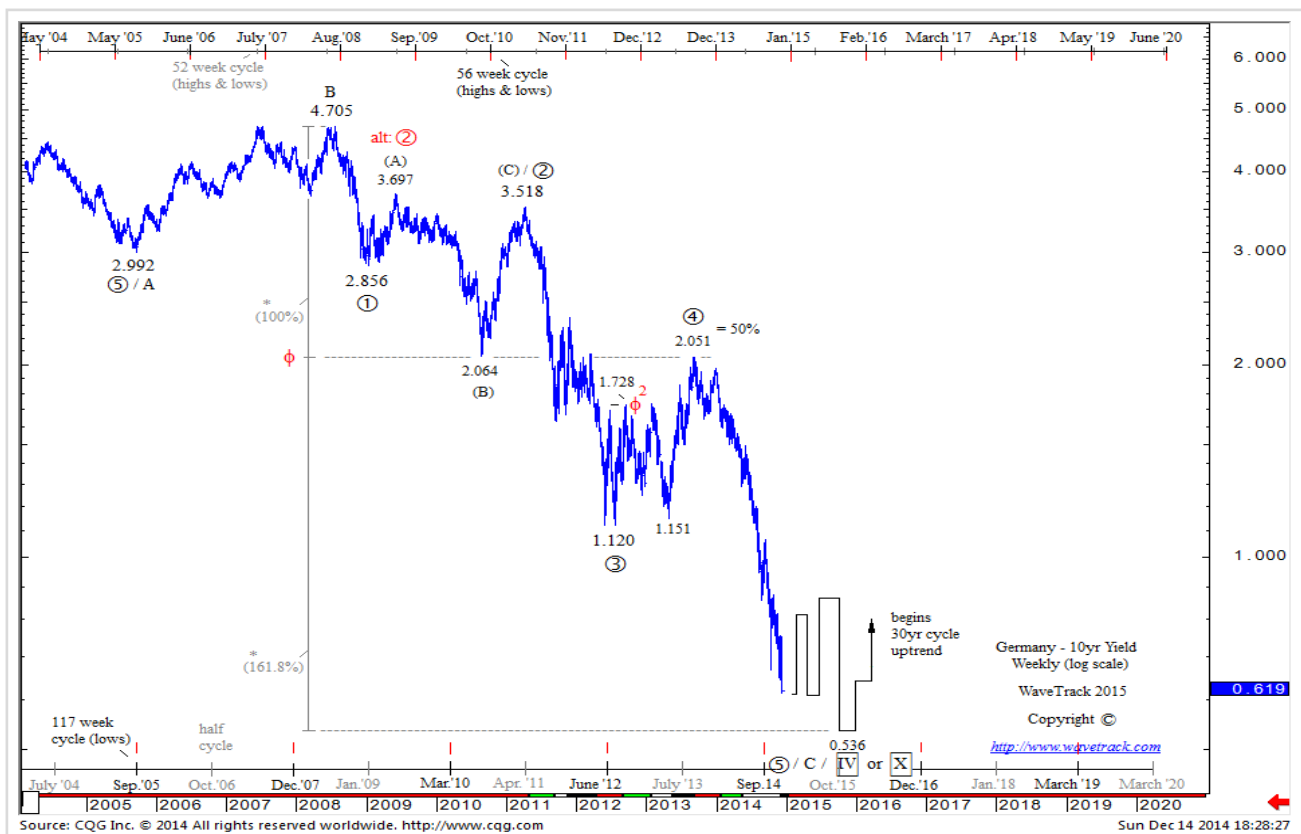 May '04 May '05 June '06 July '07 Aug.'08 Sep.'09 Oct.'10 Nov.'11 Dec.'12 Dec.'13 Jan.'15 Feb.'16 March'17 Apr.'18 May '19 June '20
52 week cycle
(highs & lows)
56 week cycle
(highs & lows)
6.000
5.000
4.000
3.000
2.000
1.000
0.619
B
4.705
alt: ②
(A)
3.697
(C) / ②
3.518
2.992
⑤ / A
2.856
①
*
(100%)
ϕ
2.064
(B)
④
2.051
= 50%
1.728
ϕ²
1.120
③
1.151
*
(161.8%)
begins
30yr cycle
uptrend
Germany - 10yr Yield
Weekly (log scale)
WaveTrack 2015
Copyright ©
http://www.wavetrack.com
117 week
cycle (lows)
half
cycle
0.536
⑤ / C / IV or X
July '04 Sep.'05 Oct.'06 Dec.'07 Jan.'09 Mar.'10 Apr.'11 June '12 July'13 Sep.'14 Oct.'15 Dec.'16 Jan.'18 March '19 March '20
2005 2006 2007 2008 2009 2010 2011 2012 2013 2014 2015 2016 2017 2018 2019 2020
Source: CQG Inc. © 2014 All rights reserved worldwide. http://www.cqg.com
Sun Dec 14 2014 18:28:27